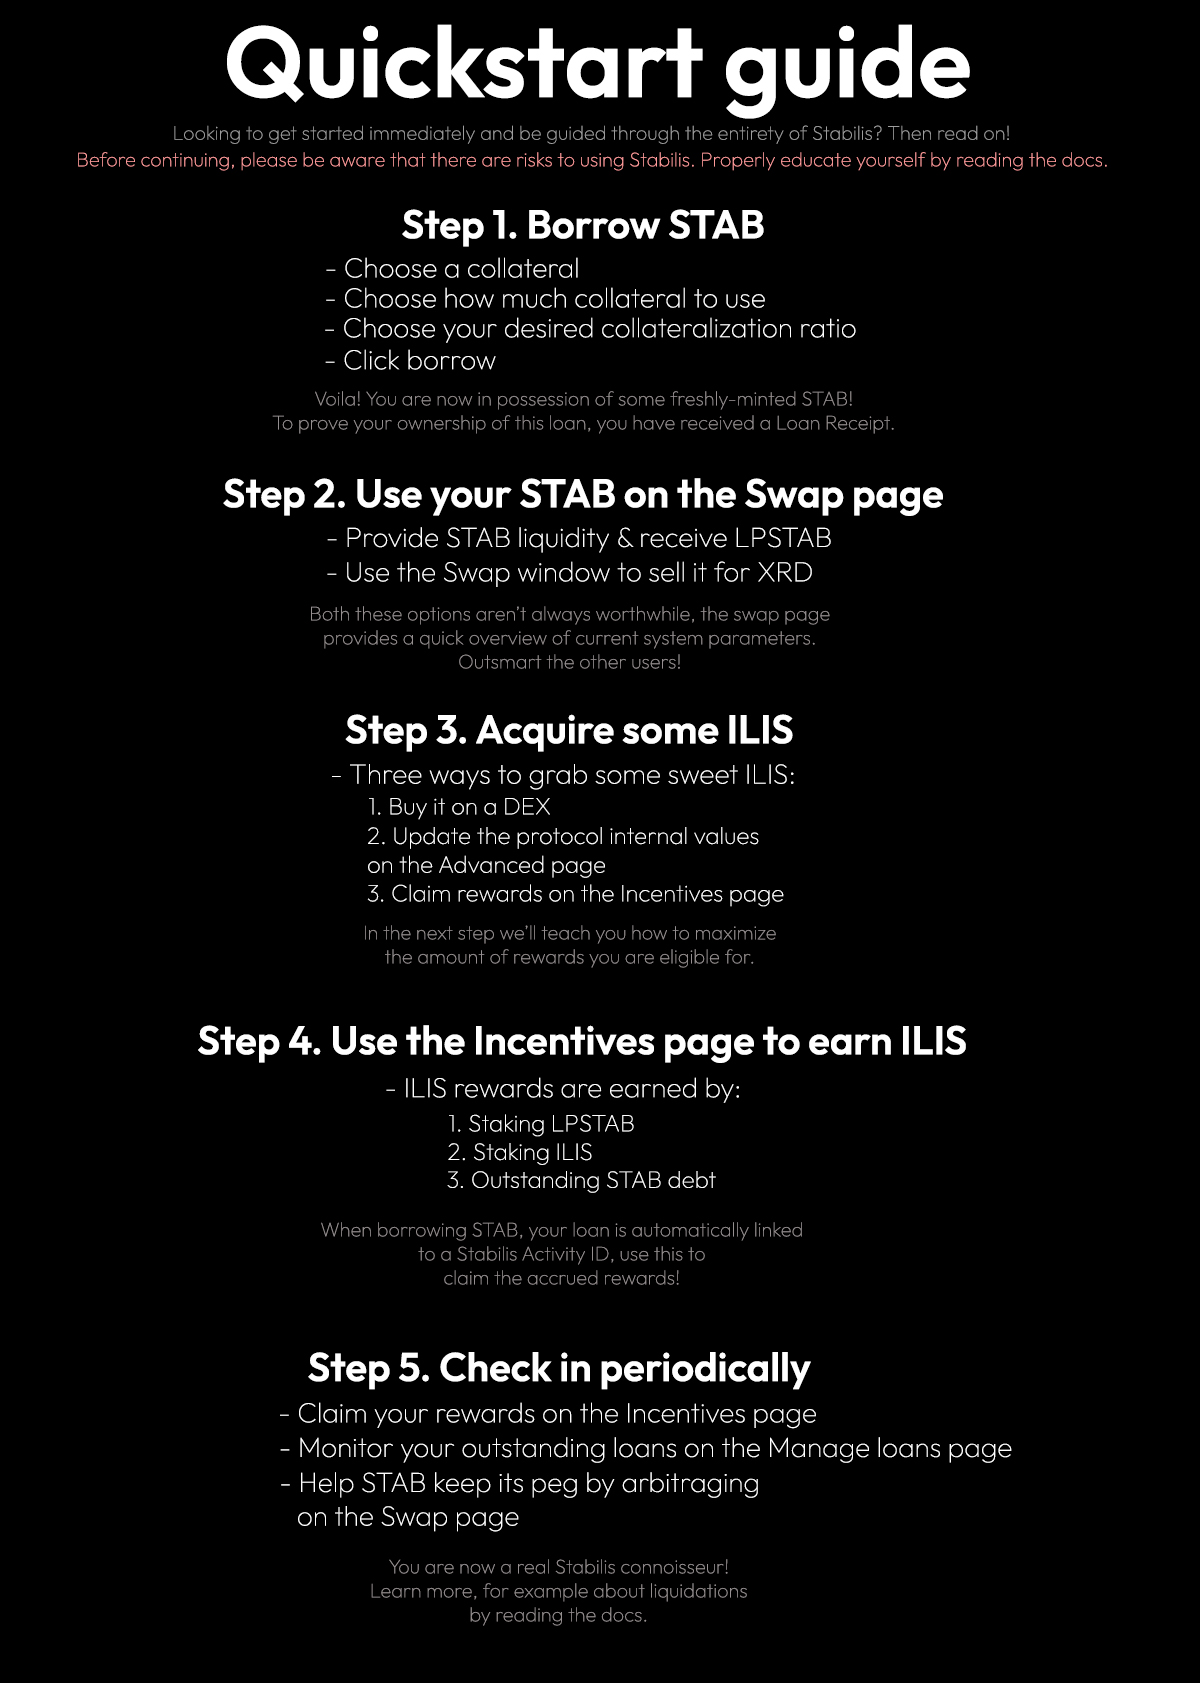 Quickstart guide
Looking to get started immediately and be guided through the entirety of Stabilis? Then read on!
Before continuing, please be aware that there are risks to using Stabilis. Properly educate yourself by reading the docs.
Step 1. Borrow STAB
- Choose a collateral
- Choose how much collateral to use
- Choose your desired collateralization ratio
- Click borrow
Voila! You are now in possession of some freshly-minted STAB!
To prove your ownership of this loan, you have received a Loan Receipt.
Step 2. Use your STAB on the Swap page
- Provide STAB liquidity & receive LPSTAB
- Use the Swap window to sell it for XRD
Both these options aren't always worthwhile, the swap page
provides a quick overview of current system parameters.
Outsmart the other users!
Step 3. Acquire some ILIS
- Three ways to grab some sweet ILIS:
1. Buy it on a DEX
2. Update the protocol internal values
on the Advanced page
3. Claim rewards on the Incentives page
In the next step we'll teach you how to maximize
the amount of rewards you are eligible for.
Step 4. Use the Incentives page to earn ILIS
- ILIS rewards are earned by:
1. Staking LPSTAB
2. Staking ILIS
3. Outstanding STAB debt
When borrowing STAB, your loan is automatically linked
to a Stabilis Activity ID, use this to
claim the accrued rewards!
Step 5. Check in periodically
- Claim your rewards on the Incentives page
- Monitor your outstanding loans on the Manage loans page
- Help STAB keep its peg by arbitraging
on the Swap page
You are now a real Stabilis connoisseur!
Learn more, for example about liquidations
by reading the docs.